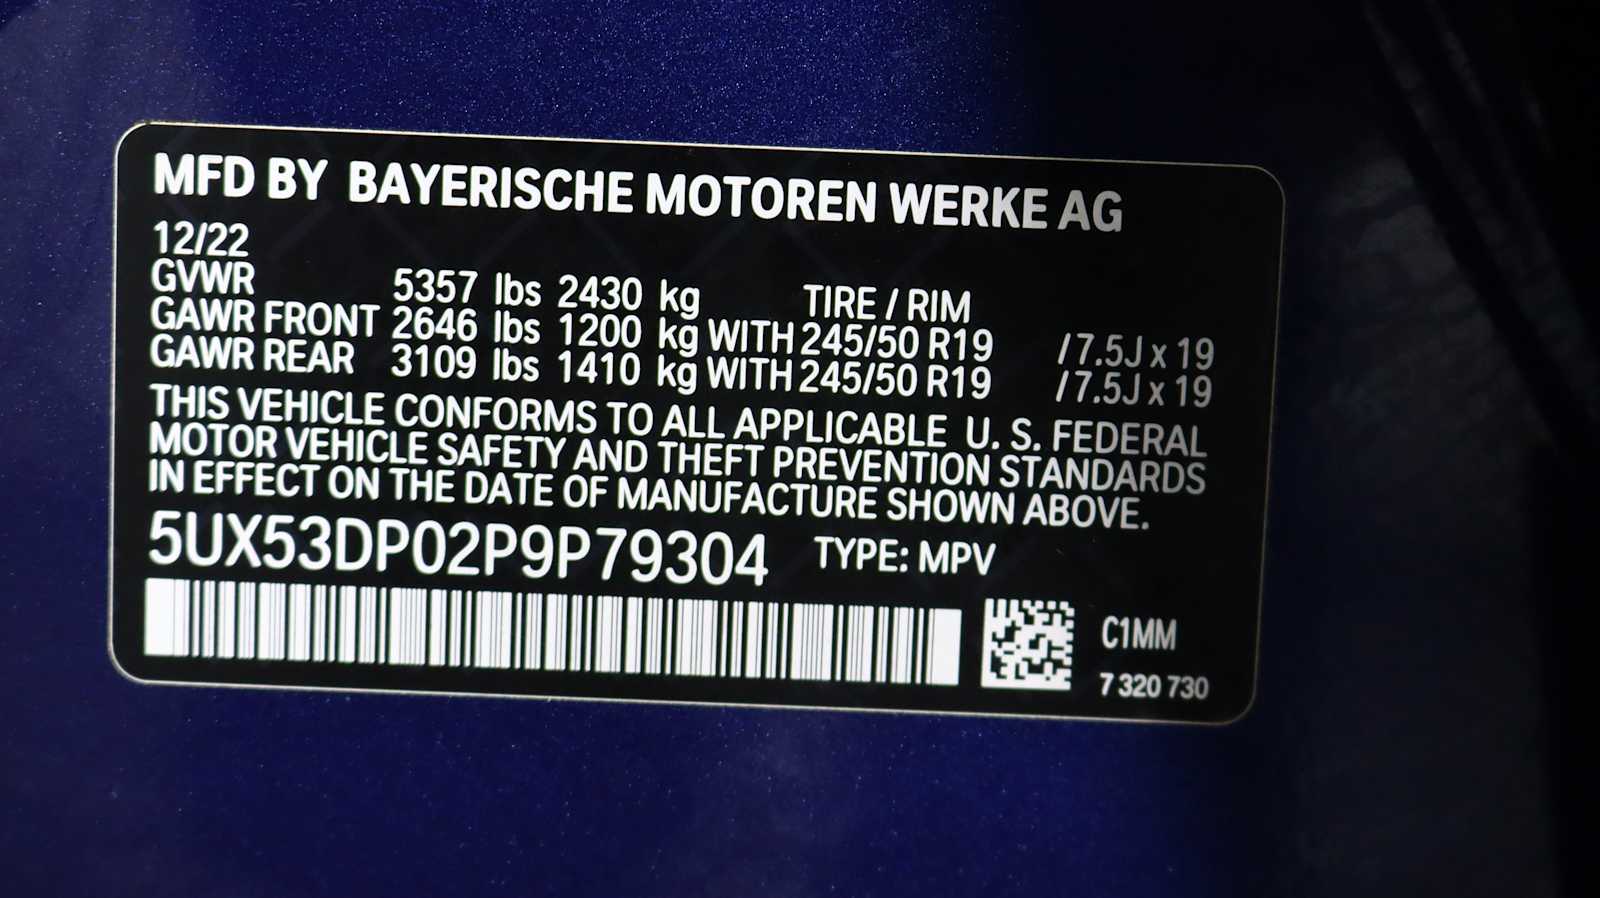 MFD BY BAYERISCHE MOTOREN WERKE AG
12/22
GVWR 5357 lbs 2430 kg TIRE / RIM
GAWR FRONT 2646 lbs 1200 kg WITH 245/50 R19 /7.5J x 19
GAWR REAR 3109 lbs 1410 kg WITH 245/50 R19 /7.5J x 19
THIS VEHICLE CONFORMS TO ALL APPLICABLE U. S. FEDERAL
MOTOR VEHICLE SAFETY AND THEFT PREVENTION STANDARDS
IN EFFECT ON THE DATE OF MANUFACTURE SHOWN ABOVE.
5UX53DP02P9P79304 TYPE: MPV
C1MM
7 320 730